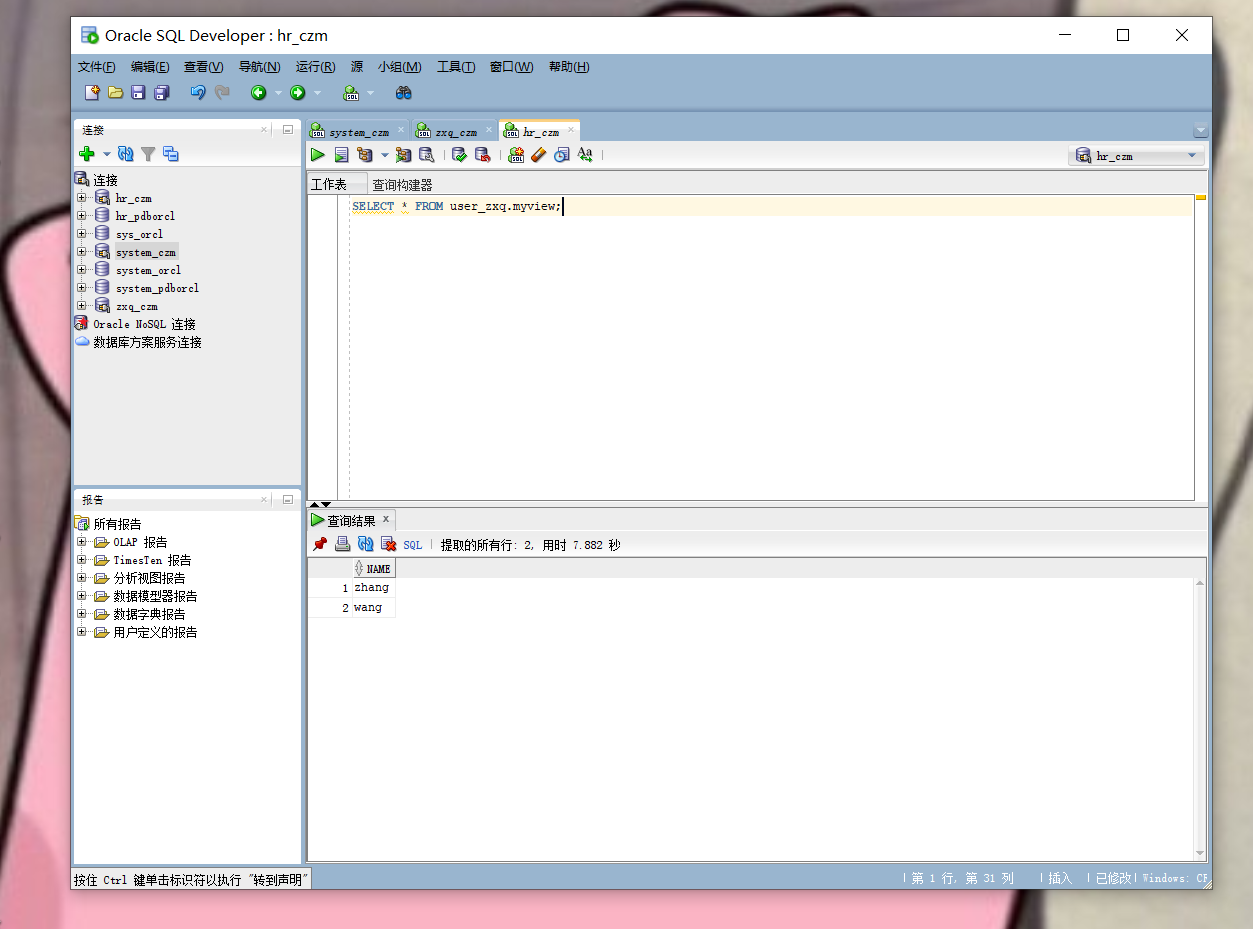 Oracle SQL Developer : hr_czm
文件(F) 编辑(E) 查看(V) 导航(N) 运行(R) 源 小组(M) 工具(T) 窗口(W) 帮助(H)
连接
连接
hr_czm
hr_pdborcl
sys_orcl
system_czm
system_orcl
system_pdborcl
zxq_czm
Oracle NoSQL 连接
数据库方案服务连接
报告
所有报告
OLAP 报告
TimesTen 报告
分析视图报告
数据模型器报告
数据字典报告
用户定义的报告
system_czm zxq_czm hr_czm
hr_czm
工作表 查询构建器
SELECT * FROM user_zxq.myview;
查询结果
SQL 提取的所有行: 2, 用时 7.882 秒
NAME
1 zhang
2 wang
按住 Ctrl 键单击标识符以执行 "转到声明"
第 1 行, 第 31 列 插入 已修改 Windows: CF